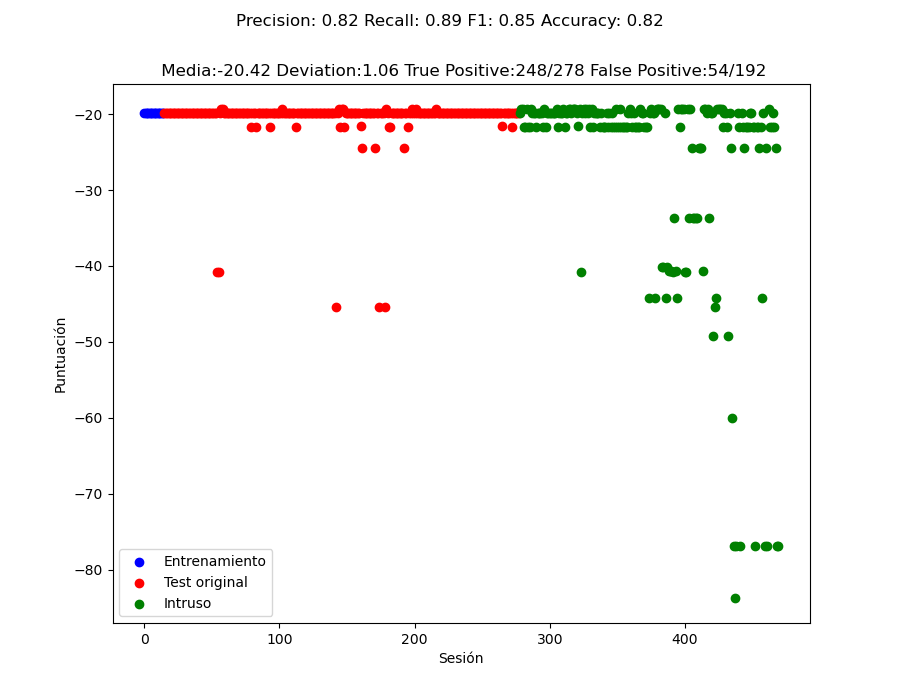 Precision: 0.82 Recall: 0.89 F1: 0.85 Accuracy: 0.82
Media:-20.42 Deviation:1.06 True Positive:248/278 False Positive:54/192
−20
−30
−40
−50
−60
−70
−80
Puntuación
Entrenamiento
Test original
Intruso
0
100
200
300
400
Sesión